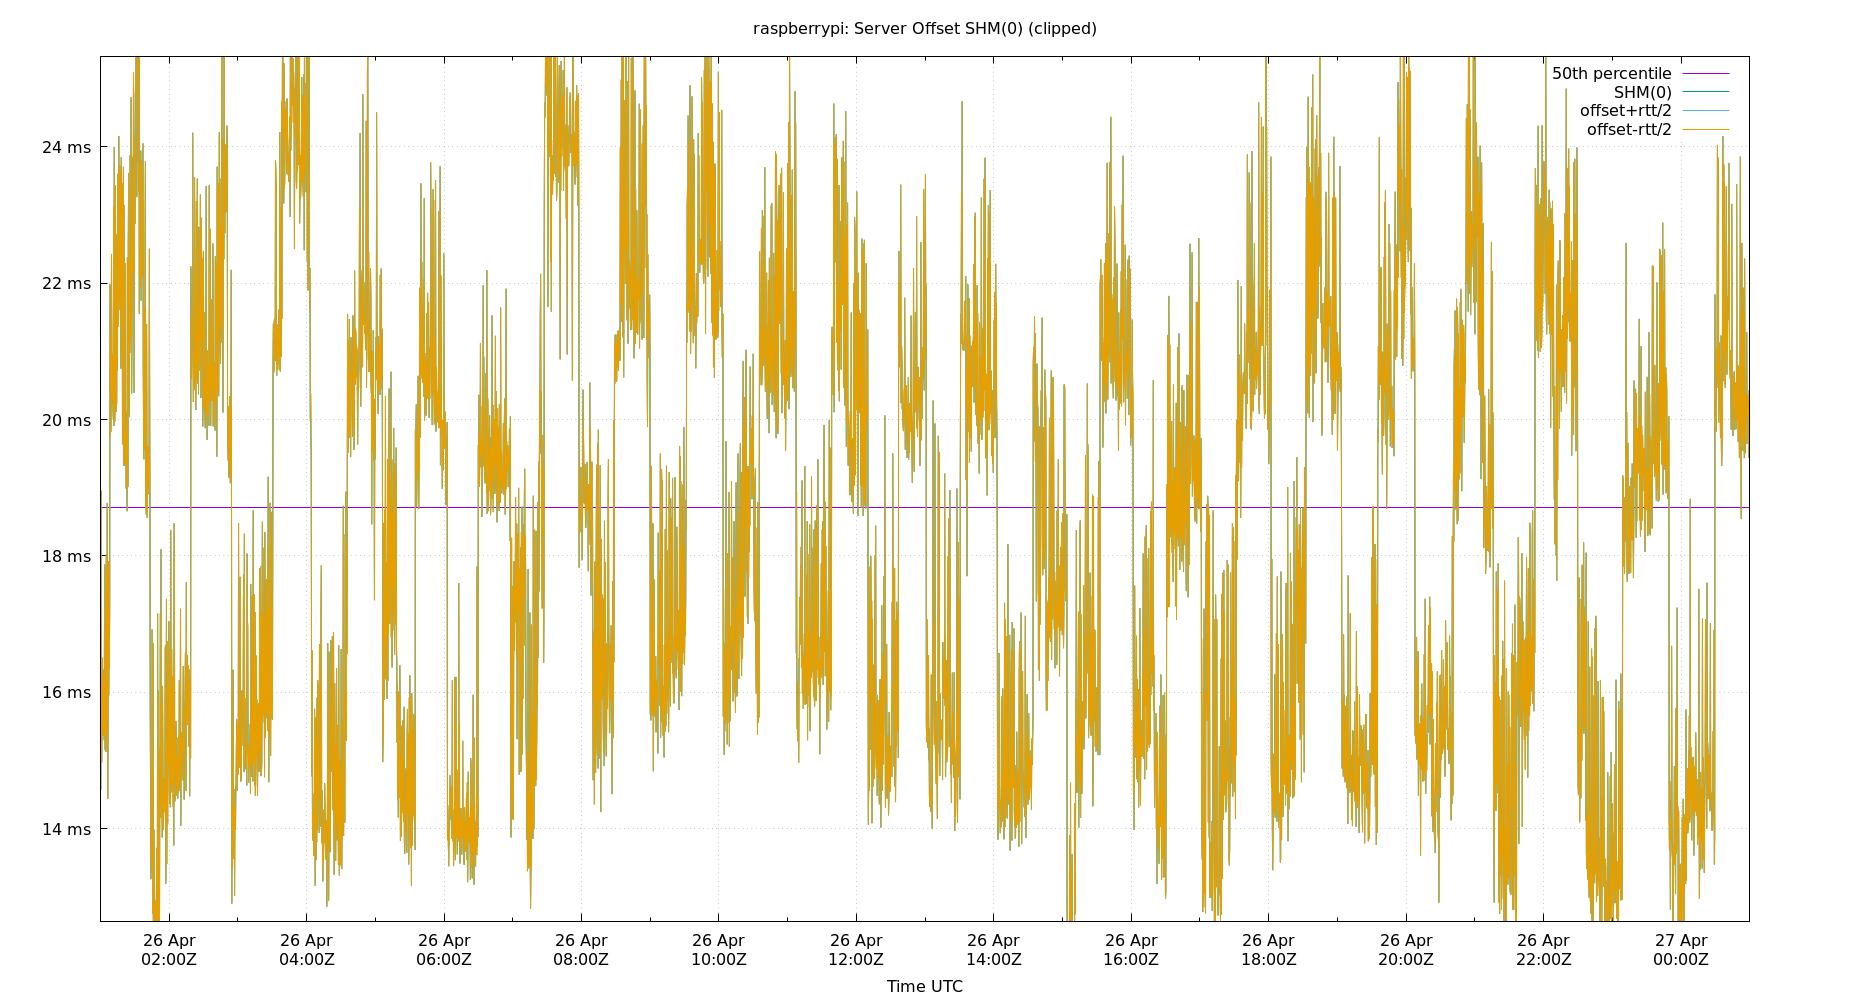 raspberrypi: Server Offset SHM(0) (clipped)
50th percentile
SHM(0)
offset+rtt/2
offset-rtt/2
24 ms
22 ms
20 ms
18 ms
16 ms
14 ms
26 Apr 26 Apr 26 Apr 26 Apr 26 Apr 26 Apr 26 Apr 26 Apr 26 Apr 26 Apr 26 Apr 27 Apr
02:00Z 04:00Z 06:00Z 08:00Z 10:00Z 12:00Z 14:00Z 16:00Z 18:00Z 20:00Z 22:00Z 00:00Z
Time UTC